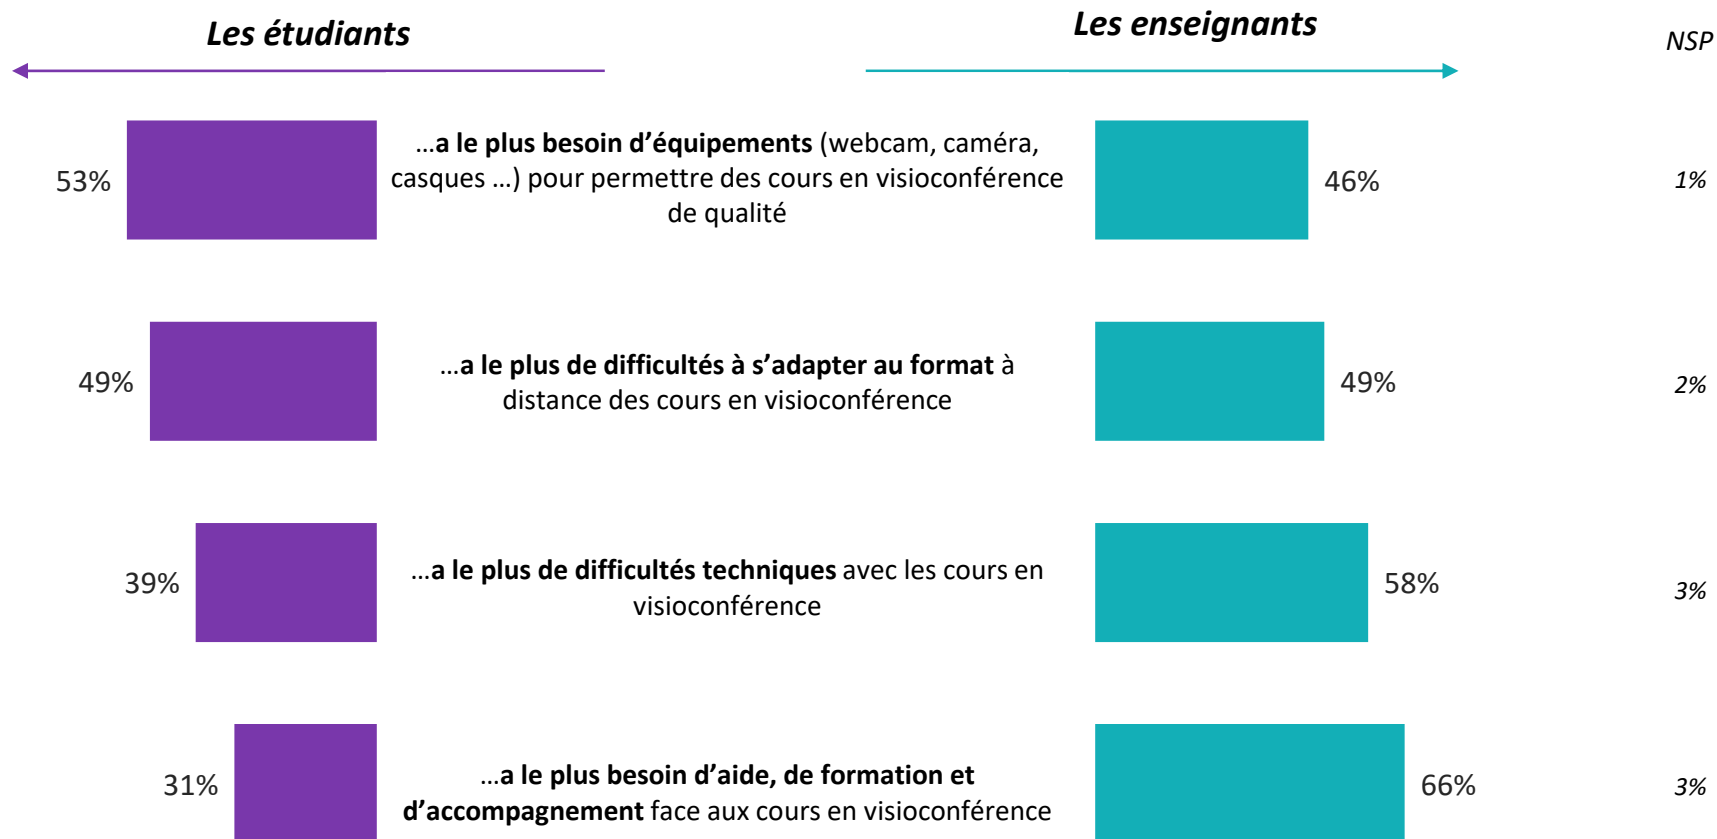 Les étudiants
Les enseignants
NSP
53%
…a le plus besoin d’équipements (webcam, caméra,
casques …) pour permettre des cours en visioconférence
de qualité
46%
1%
49%
…a le plus de difficultés à s’adapter au format à
distance des cours en visioconférence
49%
2%
39%
…a le plus de difficultés techniques avec les cours en
visioconférence
58%
3%
31%
…a le plus besoin d’aide, de formation et
d’accompagnement face aux cours en visioconférence
66%
3%